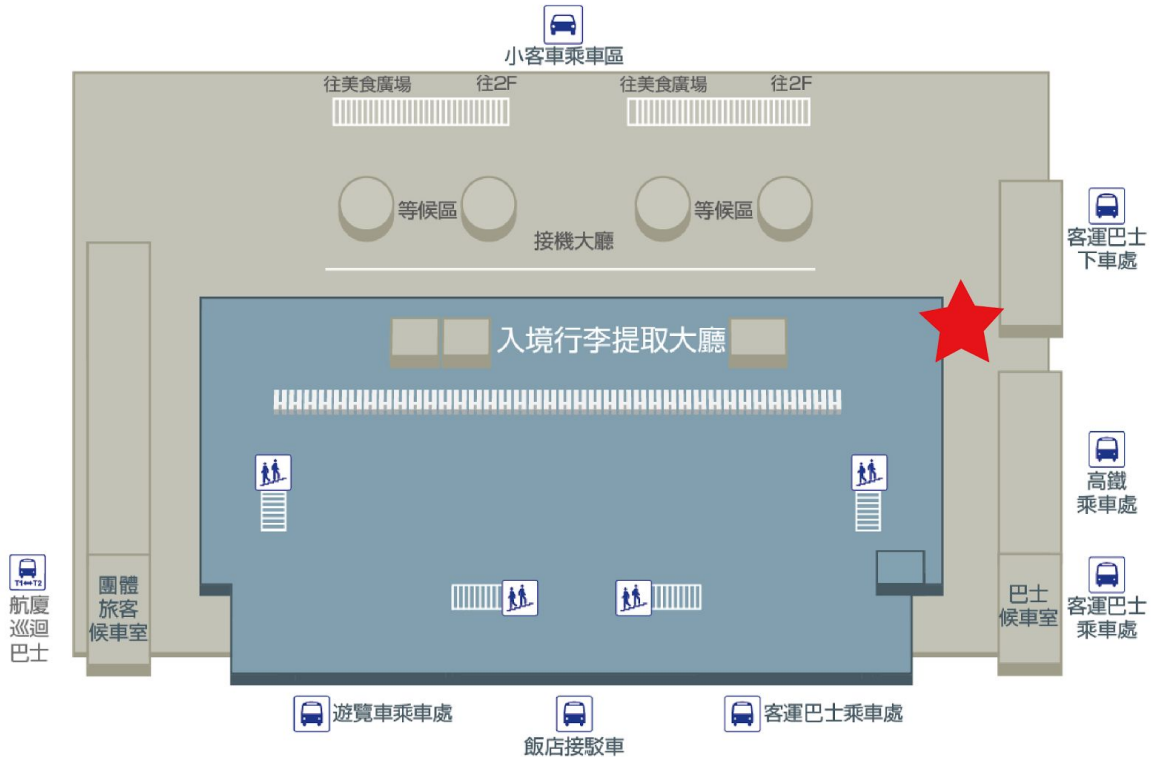 小客車乘車區
往美食廣場
往2F
往美食廣場
往2F
等候區
等候區
接機大廳
客運巴士
下車處
入境行李提取大廳
高鐵
乘車處
T1↔T2
航廈
巡迴
巴士
團體
旅客
候車室
巴士
候車室
客運巴士
乘車處
遊覽車乘車處
飯店接駁車
客運巴士乘車處